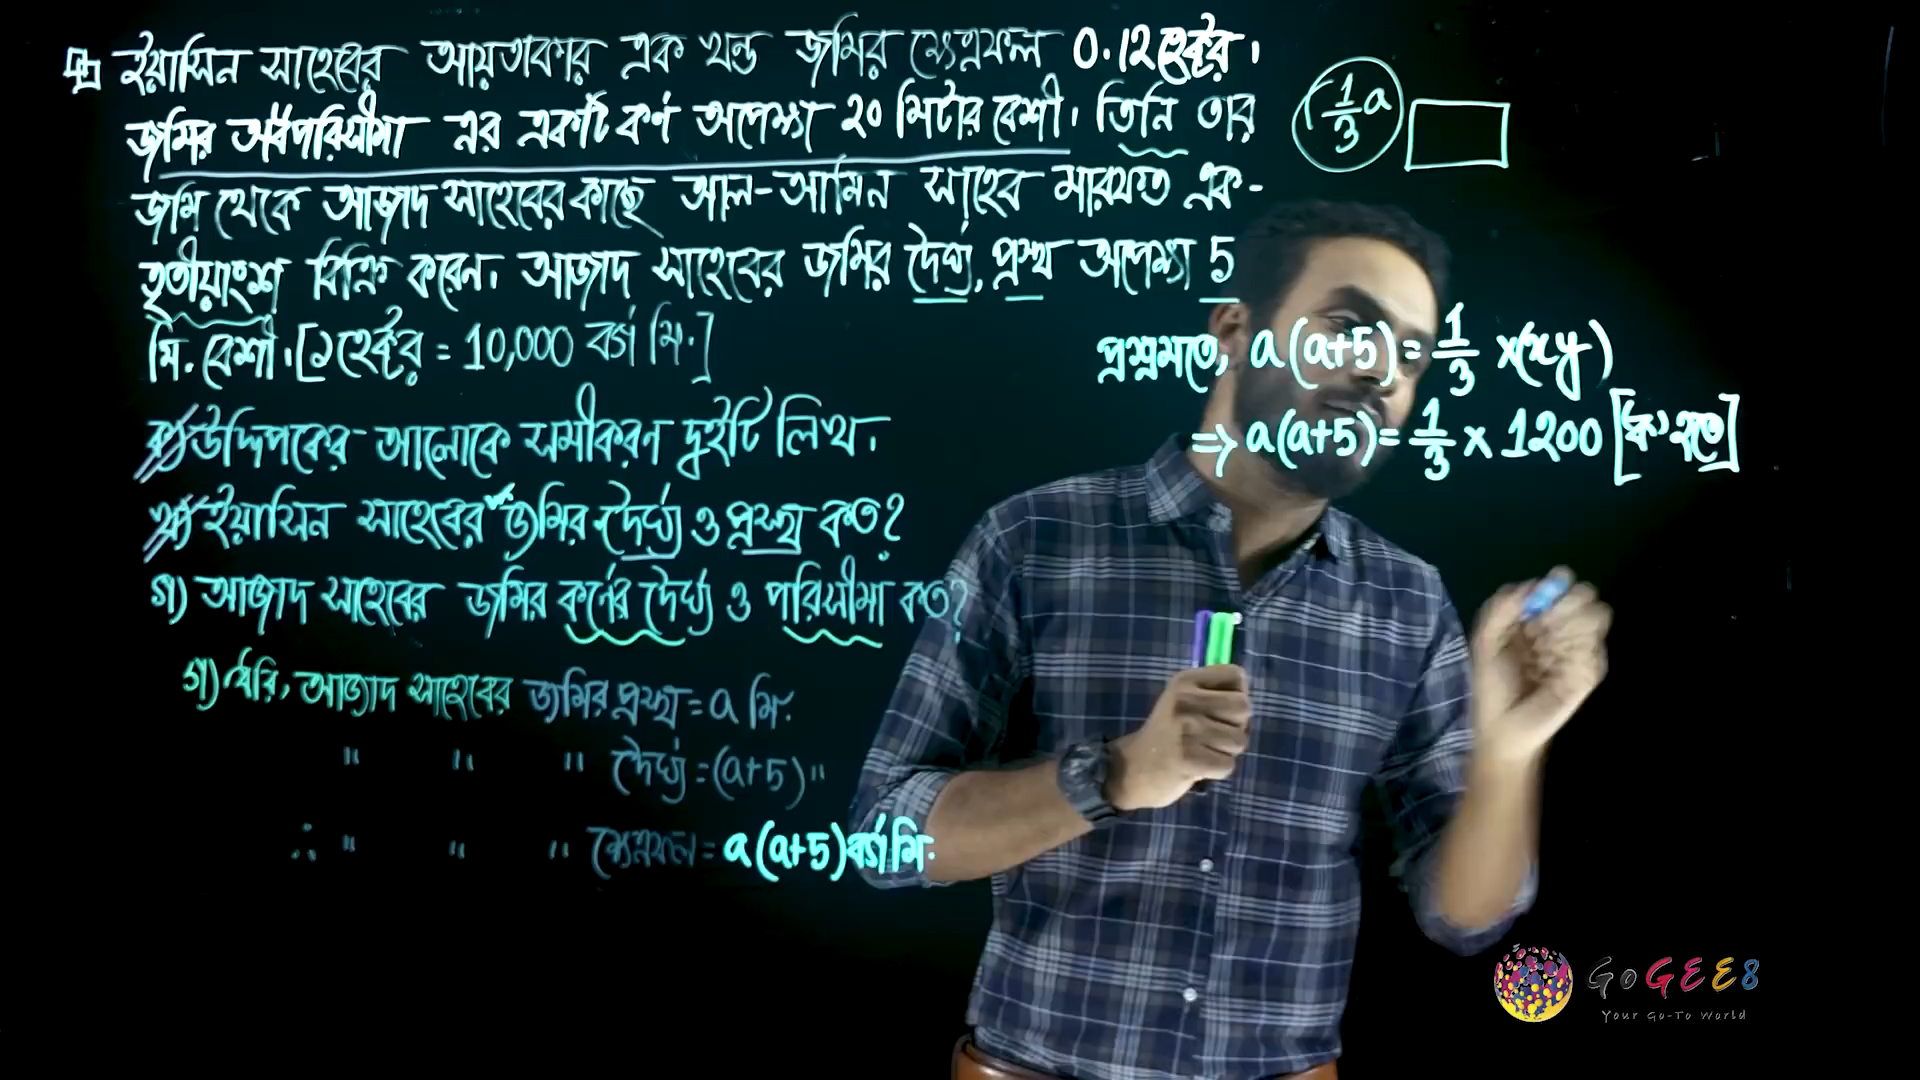 ইয়াসিন সাহেবের আয়তাকার এক খন্ড জমির ক্ষেত্রফল 0.12 হেক্টর।
জমির অর্ধপরিসীমা এর একটি কর্ণ অপেক্ষা ২০ মিটার বেশী। তিনি তার
জমি থেকে আজাদ সাহেবের কাছে আল-আমিন সাহেব মারফত এক-
তৃতীয়াংশ বিক্রি করেন। আজাদ সাহেবের জমির দৈর্ঘ্য, প্রস্থ অপেক্ষা 5
মি. বেশী। [১ হেক্টর = 10,000 বর্গ মি.]
ক) উদ্দিপকের আলোকে সমীকরণ দুইটি লিখ।
খ) ইয়াসিন সাহেবের জমির দৈর্ঘ্য ও প্রস্থ কত?
গ) আজাদ সাহেবের জমির কর্ণের দৈর্ঘ্য ও পরিসীমা কত?
গ) ধরি, আজাদ সাহেবের জমির প্রস্থ = a মি.
" " " দৈর্ঘ্য = (a+5) "
∴ " " " ক্ষেত্রফল = a(a+5) বর্গ মি.
1/3 a
প্রশ্নমতে, a(a+5) = 1/3 ×(xy)
⇒ a(a+5) = 1/3 × 1200 [ক) হতে]
GOGEE8
Your Go-To World